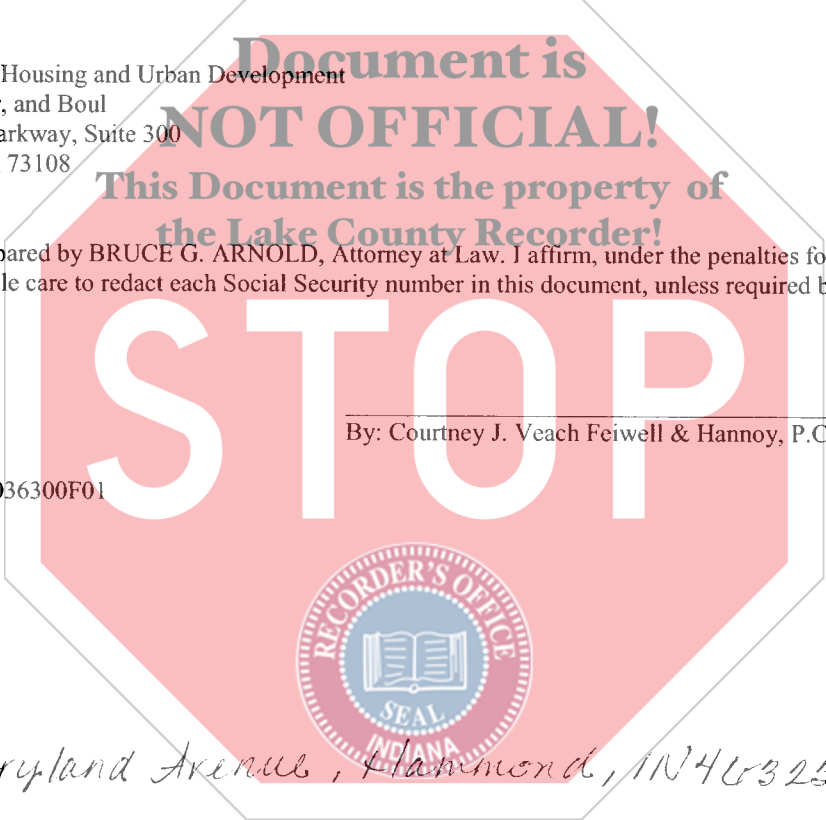 Document is
Housing and Urban Development
, and Boul
NOT OFFICIAL!
arkway, Suite 300
73108
This Document is the property of
the Lake County Recorder!
ared by BRUCE G. ARNOLD, Attorney at Law. I affirm, under the penalties fo
le care to redact each Social Security number in this document, unless required b
STOP
By: Courtney J. Veach Feiwell & Hannoy, P.C
036300F01
RECORDER'S OFFICE
SEAL
INDIANA
ryland Avenue, Hammond, IN 46323